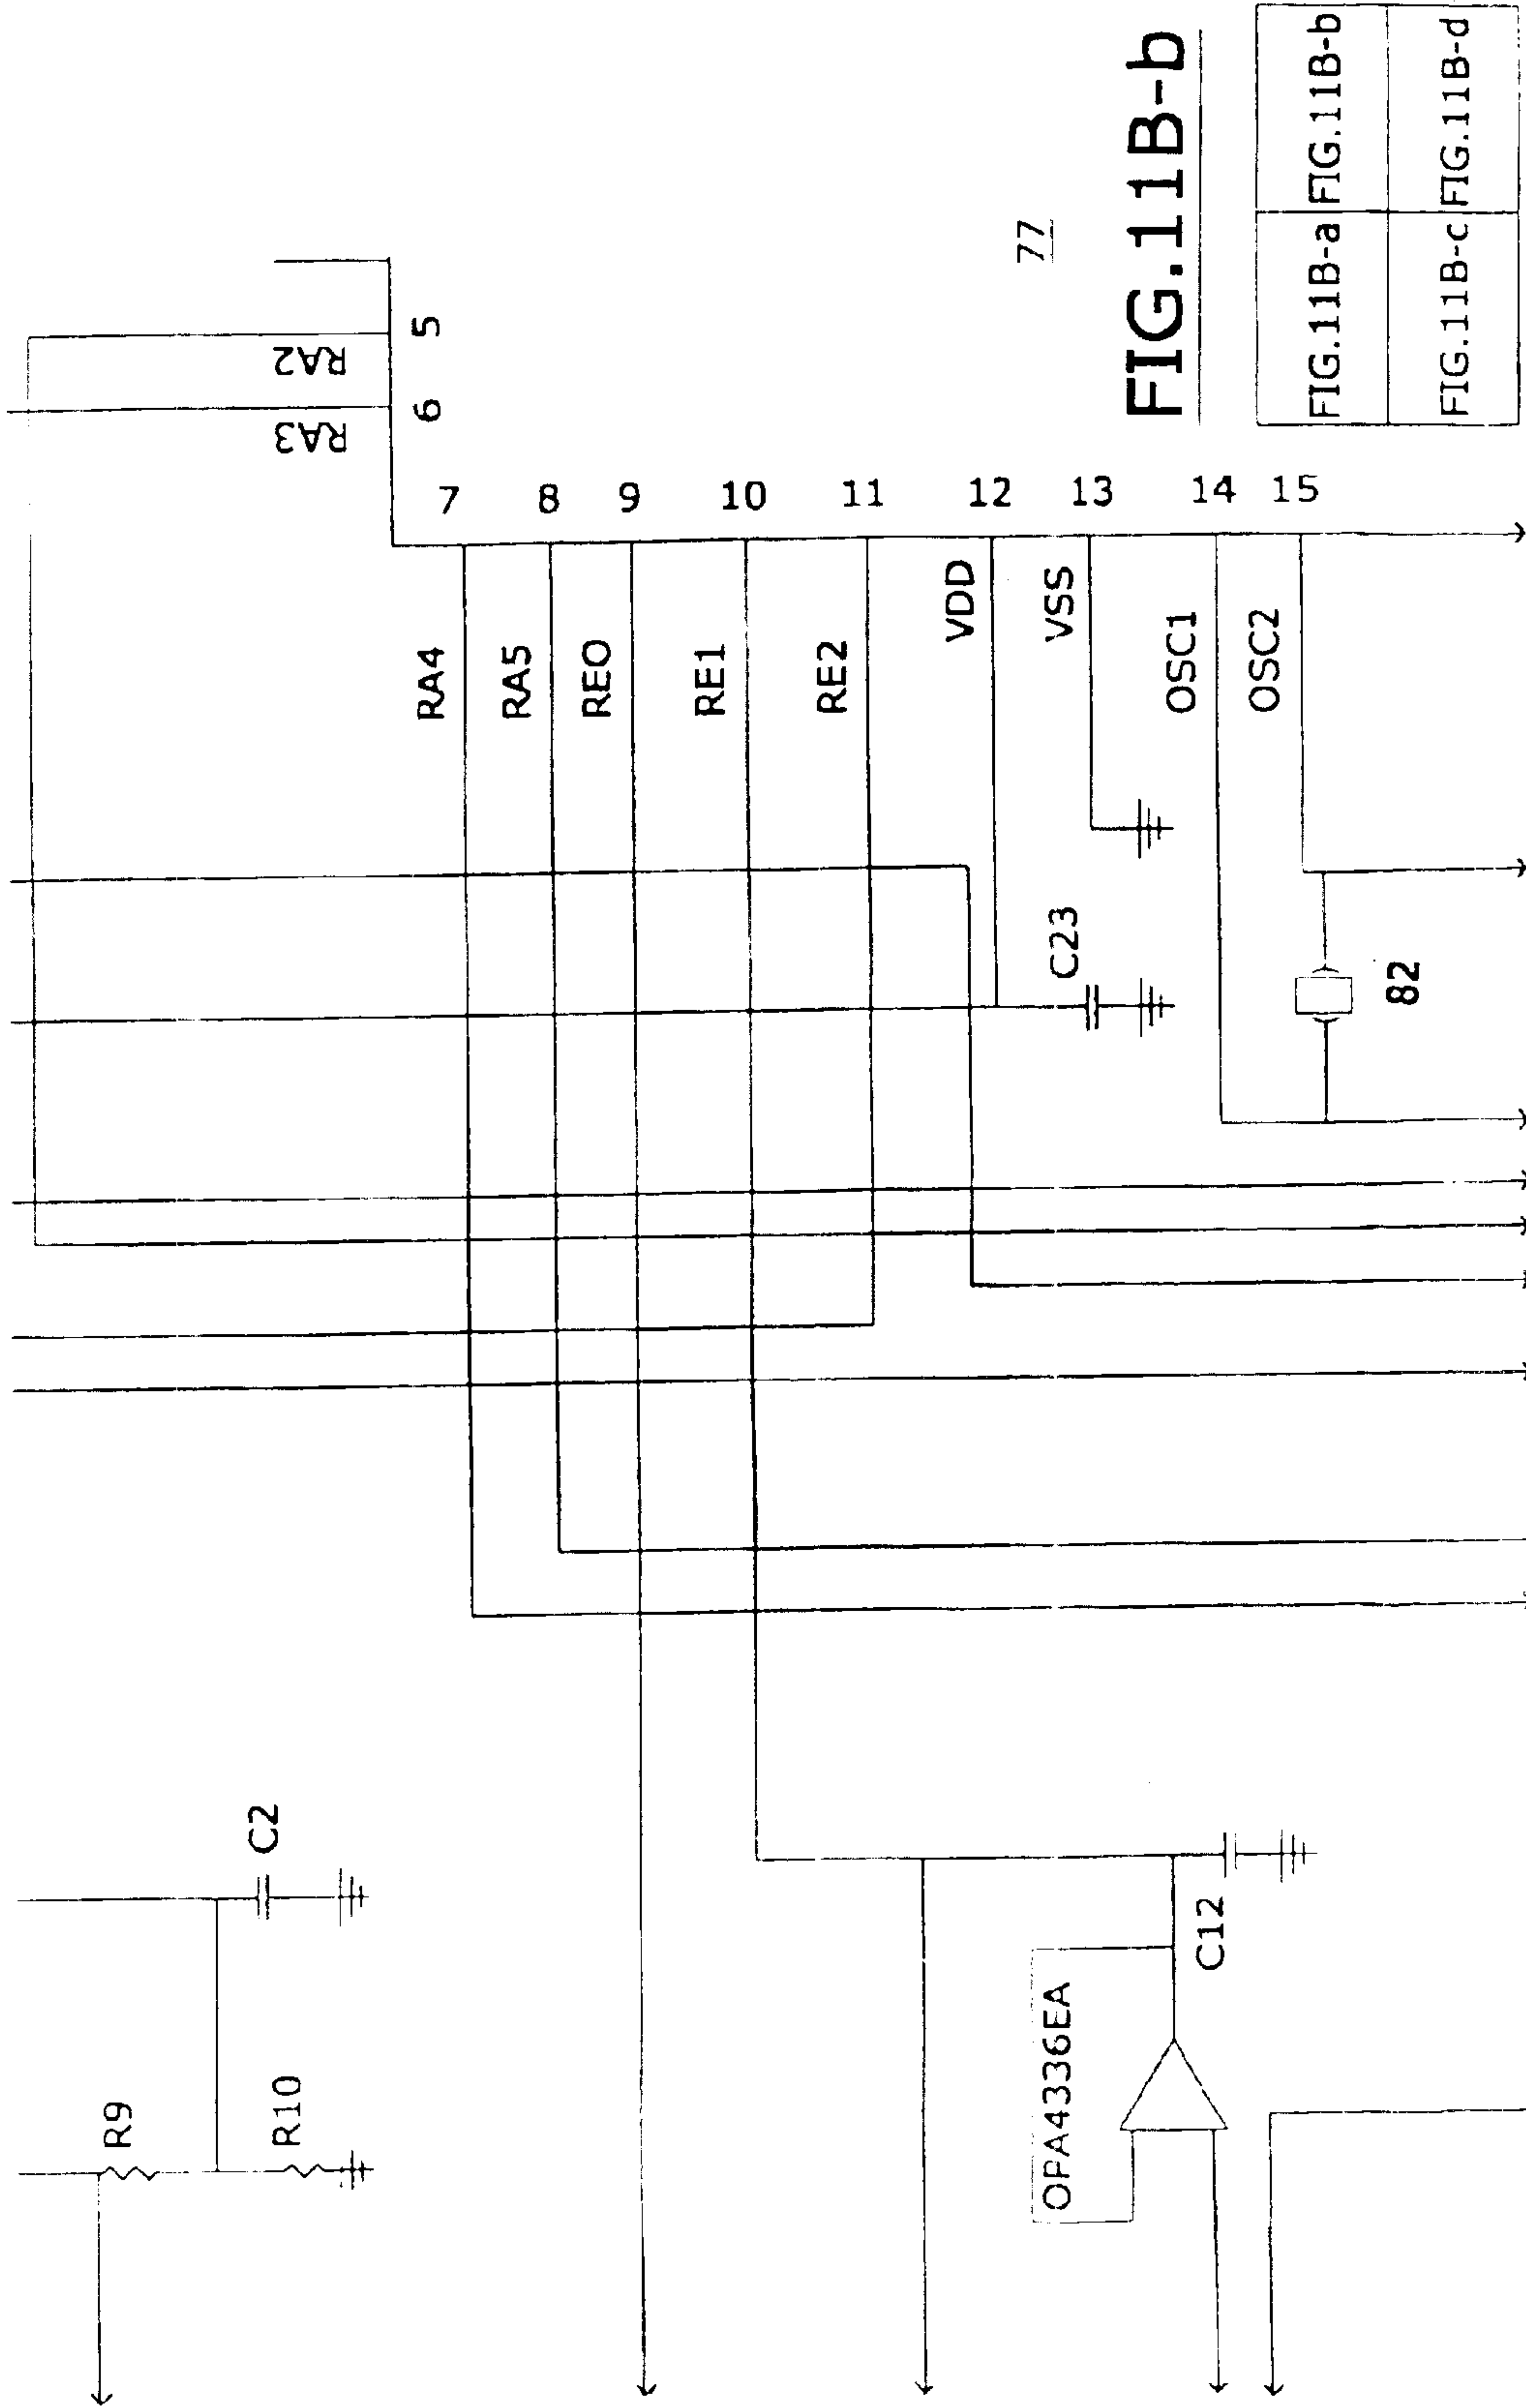 R9
R10
C2
RA3
RA2
6
5
7
8
9
10
11
12
13
14
15
RA4
RA5
REO
RE1
RE2
VDD
VSS
OSC1
OSC2
C23
82
OPA4336EA
C12
77
FIG.11B-b
FIG.11B-a FIG.11B-b
FIG.11B-c FIG.11B-d